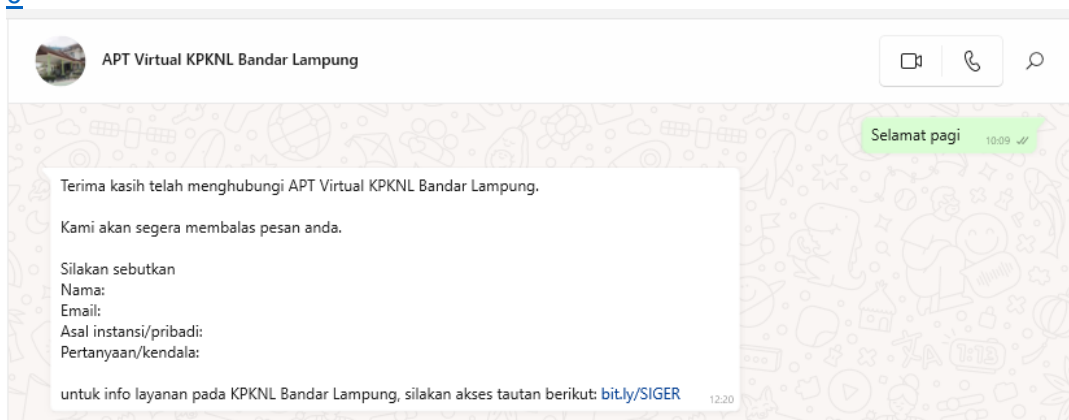 APT Virtual KPKNL Bandar Lampung
Selamat pagi 10:09
Terima kasih telah menghubungi APT Virtual KPKNL Bandar Lampung.
Kami akan segera membalas pesan anda.
Silakan sebutkan
Nama:
Email:
Asal instansi/pribadi:
Pertanyaan/kendala:
untuk info layanan pada KPKNL Bandar Lampung, silakan akses tautan berikut: bit.ly/SIGER 12:20